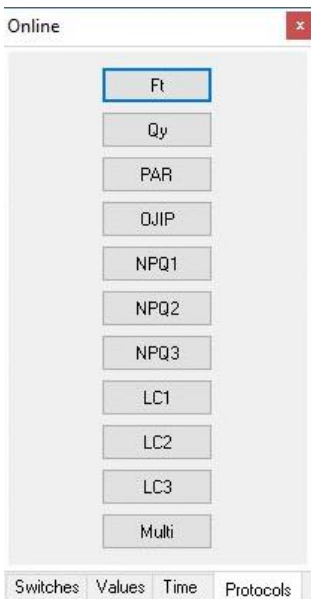 Online
x
Ft
Qy
PAR
OJIP
NPQ1
NPQ2
NPQ3
LC1
LC2
LC3
Multi
Switches Values Time Protocols